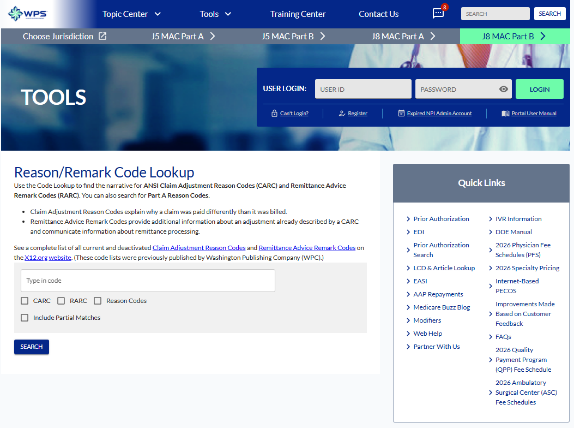 WPS
Topic Center
Tools
Training Center
Contact Us
SEARCH
SEARCH
Choose Jurisdiction
J5 MAC Part A
J5 MAC Part B
J8 MAC Part A
J8 MAC Part B
TOOLS
USER LOGIN:
USER ID
PASSWORD
LOGIN
Can't Login?
Register
Expired NPI Admin Account
Portal User Manual
Reason/Remark Code Lookup
Use the Code Lookup to find the narrative for ANSI Claim Adjustment Reason Codes (CARC) and Remittance Advice
Remark Codes (RARC). You can also search for Part A Reason Codes.
• Claim Adjustment Reason Codes explain why a claim was paid differently than it was billed.
• Remittance Advice Remark Codes provide additional information about an adjustment already described by a CARC
and communicate information about remittance processing.
See a complete list of all current and deactivated Claim Adjustment Reason Codes and Remittance Advice Remark Codes on
the X12.org website. (These code lists were previously published by Washington Publishing Company (WPC).)
Type in code
CARC
RARC
Reason Codes
Include Partial Matches
SEARCH
Quick Links
Prior Authorization
EDI
Prior Authorization
Search
LCD & Article Lookup
EASI
AAP Repayments
Medicare Buzz Blog
Modifiers
Web Help
Partner With Us
IVR Information
DDE Manual
2026 Physician Fee
Schedules (PFS)
2026 Specialty Pricing
Internet-Based
PECOS
Improvements Made
Based on Customer
Feedback
FAQs
2026 Quality
Payment Program
(QPP) Fee Schedule
2026 Ambulatory
Surgical Center (ASC)
Fee Schedules